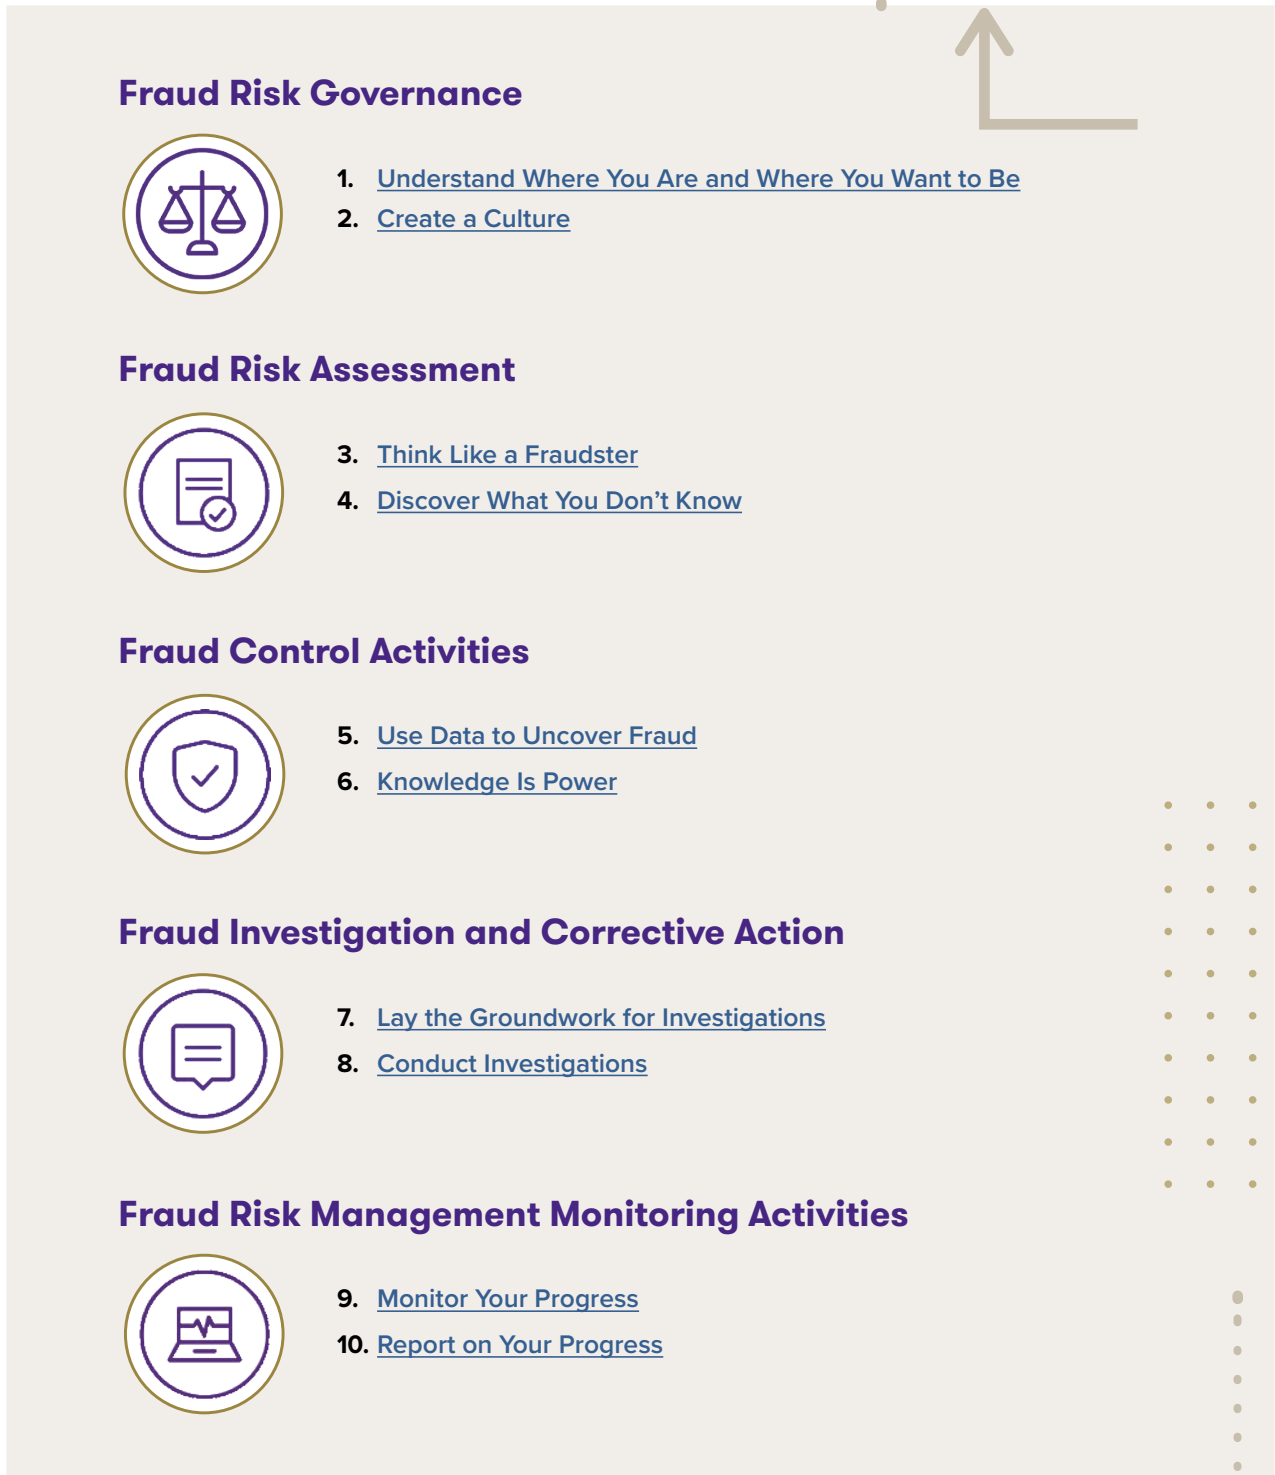 Fraud Risk Governance
1. Understand Where You Are and Where You Want to Be
2. Create a Culture
Fraud Risk Assessment
3. Think Like a Fraudster
4. Discover What You Don’t Know
Fraud Control Activities
5. Use Data to Uncover Fraud
6. Knowledge Is Power
Fraud Investigation and Corrective Action
7. Lay the Groundwork for Investigations
8. Conduct Investigations
Fraud Risk Management Monitoring Activities
9. Monitor Your Progress
10. Report on Your Progress